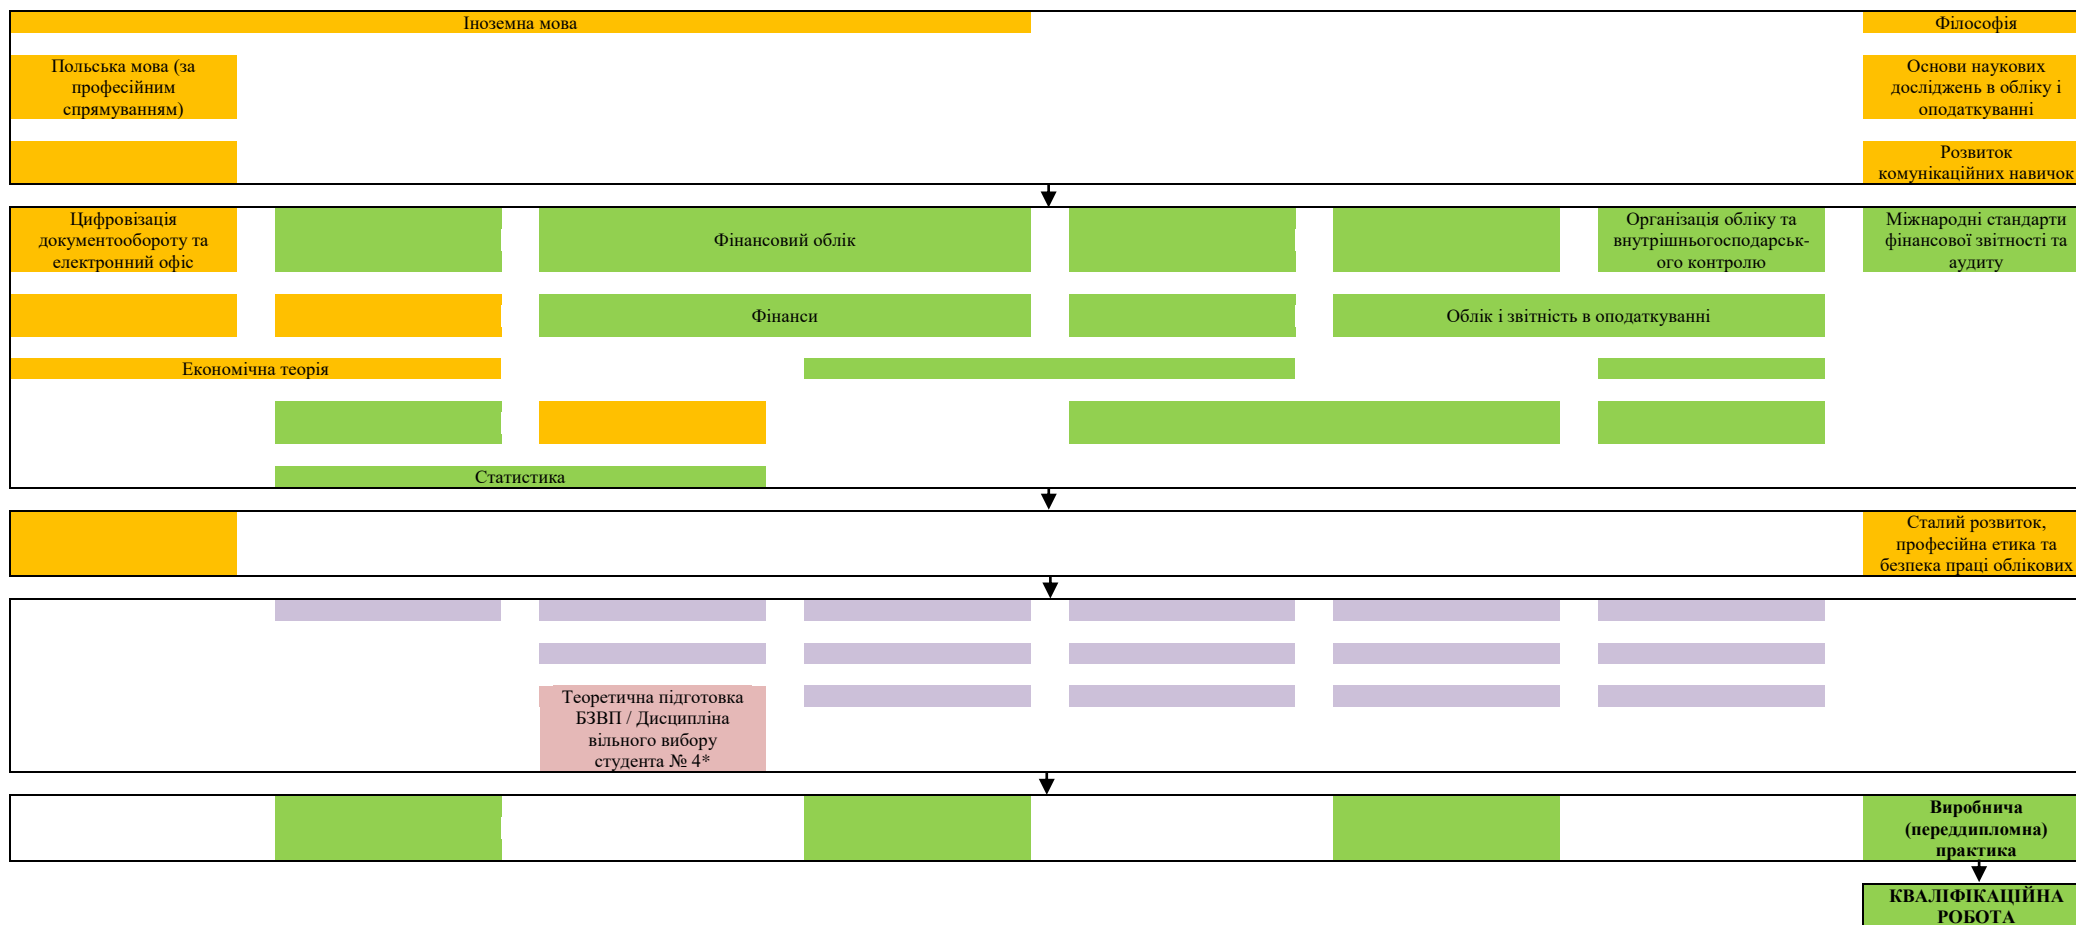 Іноземна мова
Філософія
Польська мова (за
професійним
спрямуванням)
Основи наукових
досліджень в обліку і
оподаткуванні
Розвиток
комунікаційних навичок
Цифровізація
документообороту та
електронний офіс
Фінансовий облік
Організація обліку та
внутрішньогосподарськ-
ого контролю
Міжнародні стандарти
фінансової звітності та
аудиту
Фінанси
Облік і звітність в оподаткуванні
Економічна теорія
Статистика
Сталий розвиток,
професійна етика та
безпека праці облікових
Теоретична підготовка
БЗВП / Дисципліна
вільного вибору
студента № 4*
Виробнича
(переддипломна)
практика
КВАЛІФІКАЦІЙНА
РОБОТА